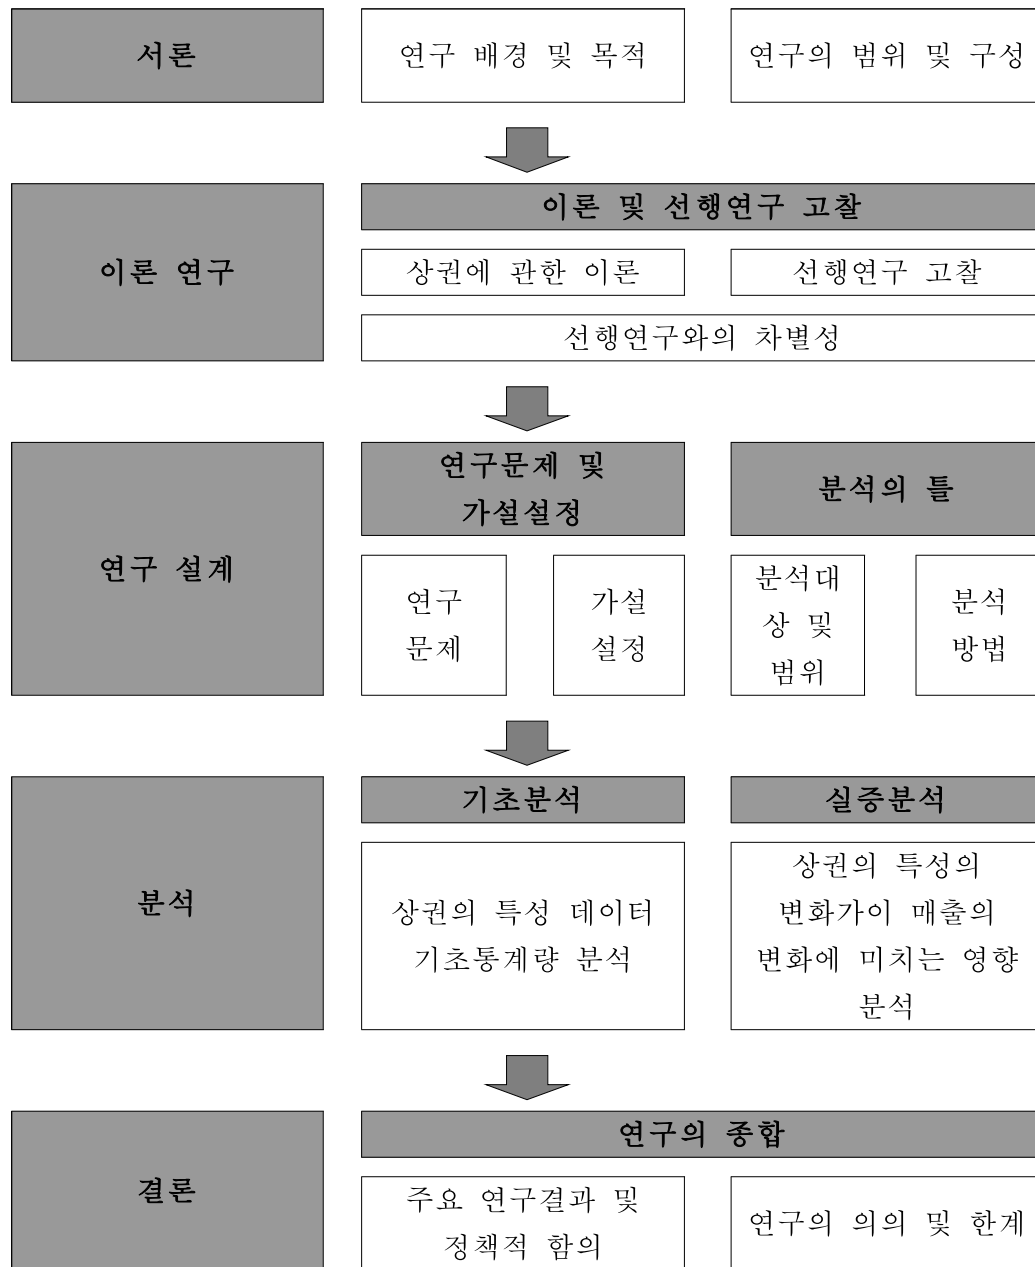 서론
연구 배경 및 목적
연구의 범위 및 구성
이론 연구
이론 및 선행연구 고찰
상권에 관한 이론
선행연구 고찰
선행연구와의 차별성
연구 설계
연구문제 및
가설설정
분석의 틀
연구
문제
가설
설정
분석대
상 및
범위
분석
방법
분석
기초분석
실증분석
상권의 특성 데이터
기초통계량 분석
상권의 특성의
변화가이 매출의
변화에 미치는 영향
분석
결론
연구의 종합
주요 연구결과 및
정책적 함의
연구의 의의 및 한계